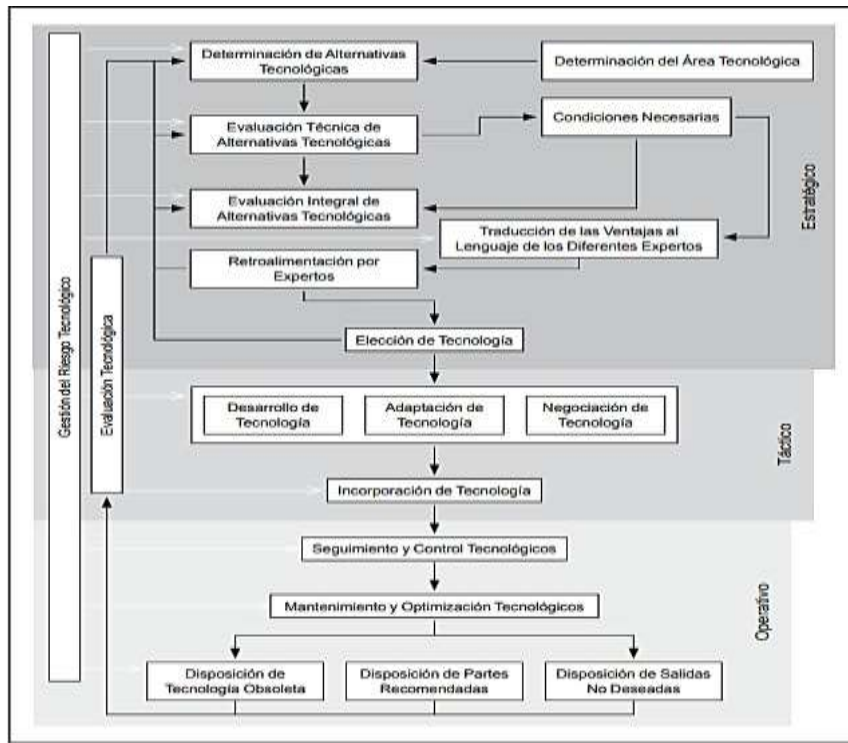 Determinación de Alternativas
Tecnológicas
Determinación del Área Tecnológica
Evaluación Técnica de
Alternativas Tecnológicas
Condiciones Necesarias
Evaluación Integral de
Alternativas Tecnológicas
Traducción de las Ventajas al
Lenguaje de los Diferentes Expertos
Retroalimentación por
Expertos
Elección de Tecnología
Estratégico
Gestión del Riesgo Tecnológico
Evaluación Tecnológica
Desarrollo de
Tecnología
Adaptación de
Tecnología
Negociación de
Tecnología
Incorporación de Tecnología
Táctico
Seguimiento y Control Tecnológicos
Mantenimiento y Optimización Tecnológicos
Disposición de
Tecnología Obsoleta
Disposición de Partes
Recomendadas
Disposición de Salidas
No Deseadas
Operativo